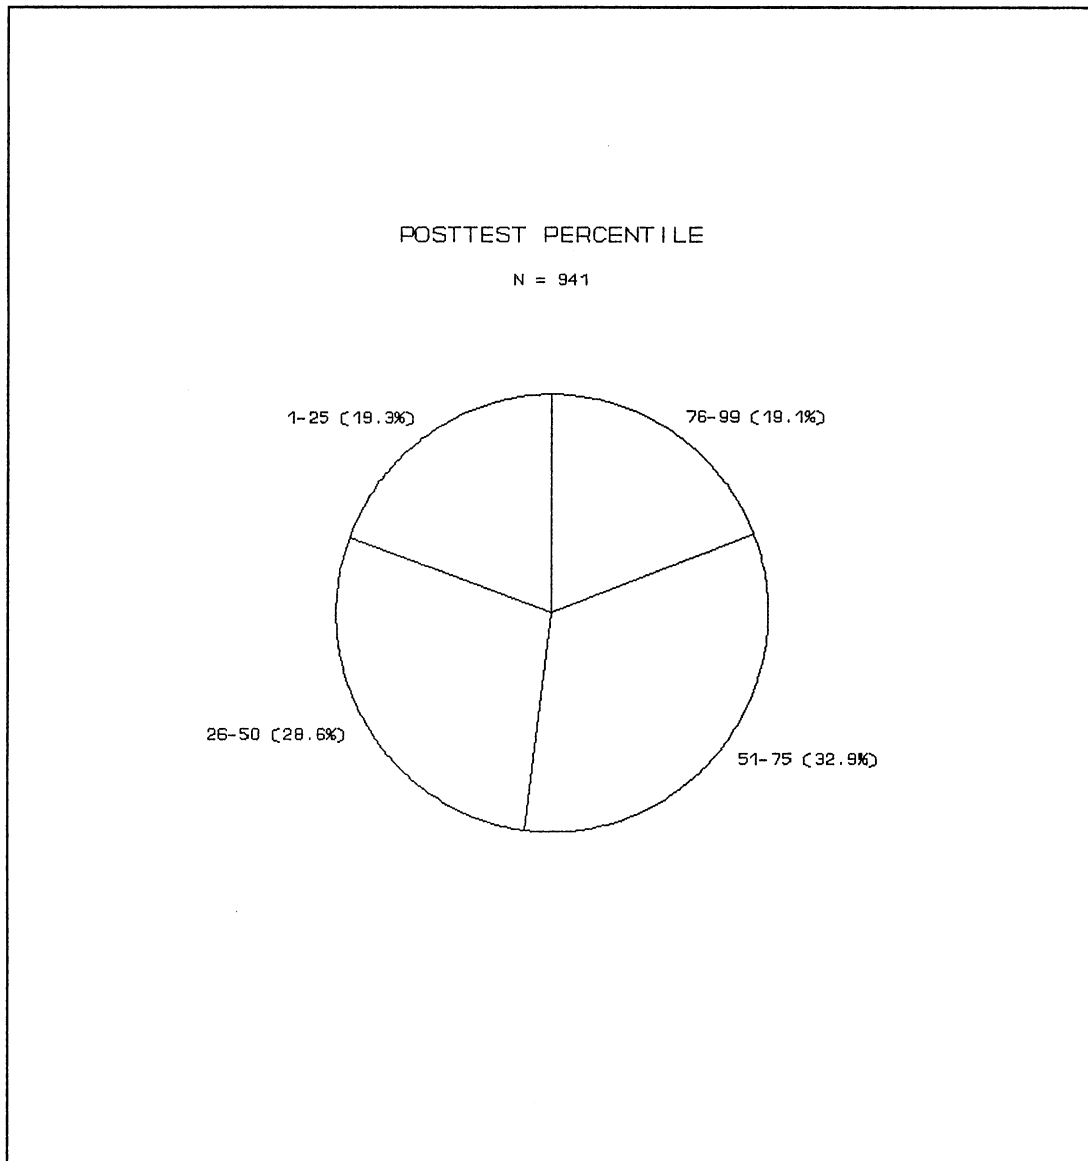 POSTTEST PERCENTILE
N = 941
1-25 (19.3%)
76-99 (19.1%)
26-50 (28.6%)
51-75 (32.9%)